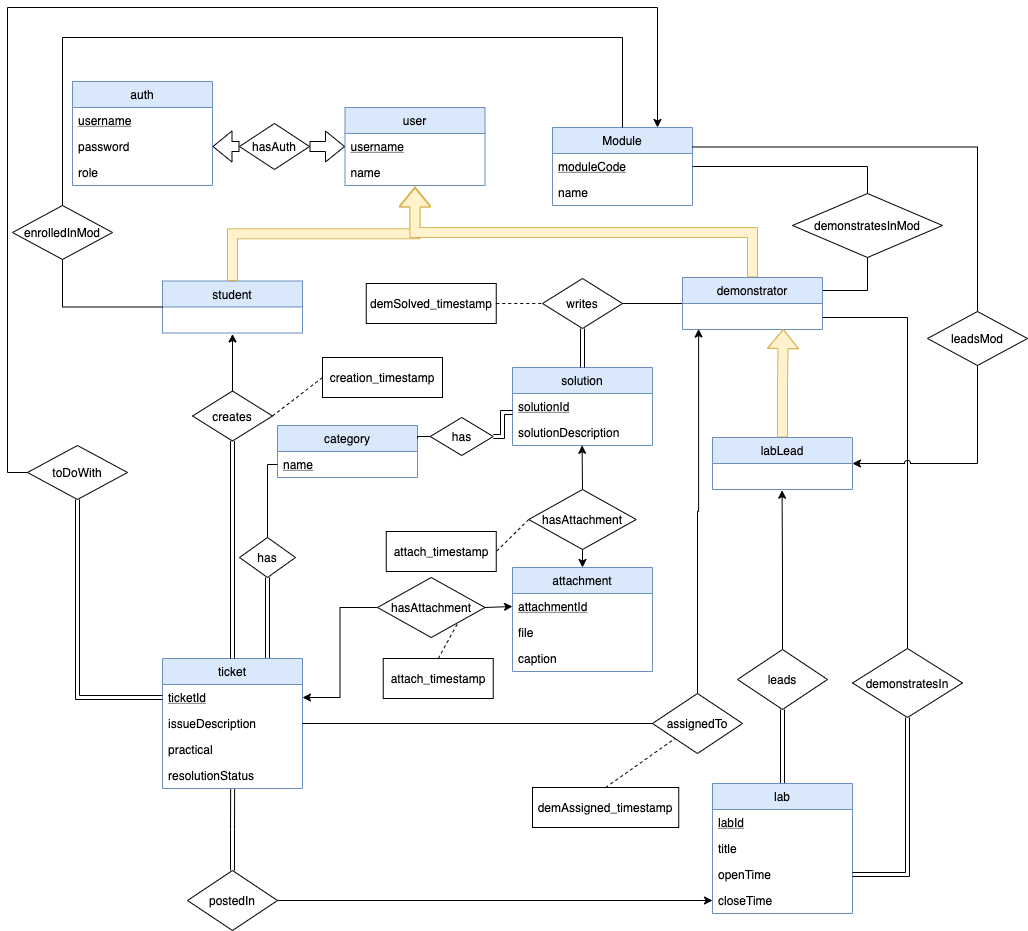 auth
username
password
role
hasAuth
user
username
name
Module
moduleCode
name
enrolledInMod
demonstratesInMod
student
demSolved_timestamp
writes
demonstrator
leadsMod
creation_timestamp
creates
solution
solutionId
solutionDescription
category
name
has
labLead
toDoWith
has
attach_timestamp
hasAttachment
attachment
attachmentId
file
caption
hasAttachment
attach_timestamp
ticket
ticketId
issueDescription
practical
resolutionStatus
assignedTo
leads
demonstratesIn
demAssigned_timestamp
lab
labId
title
openTime
closeTime
postedIn